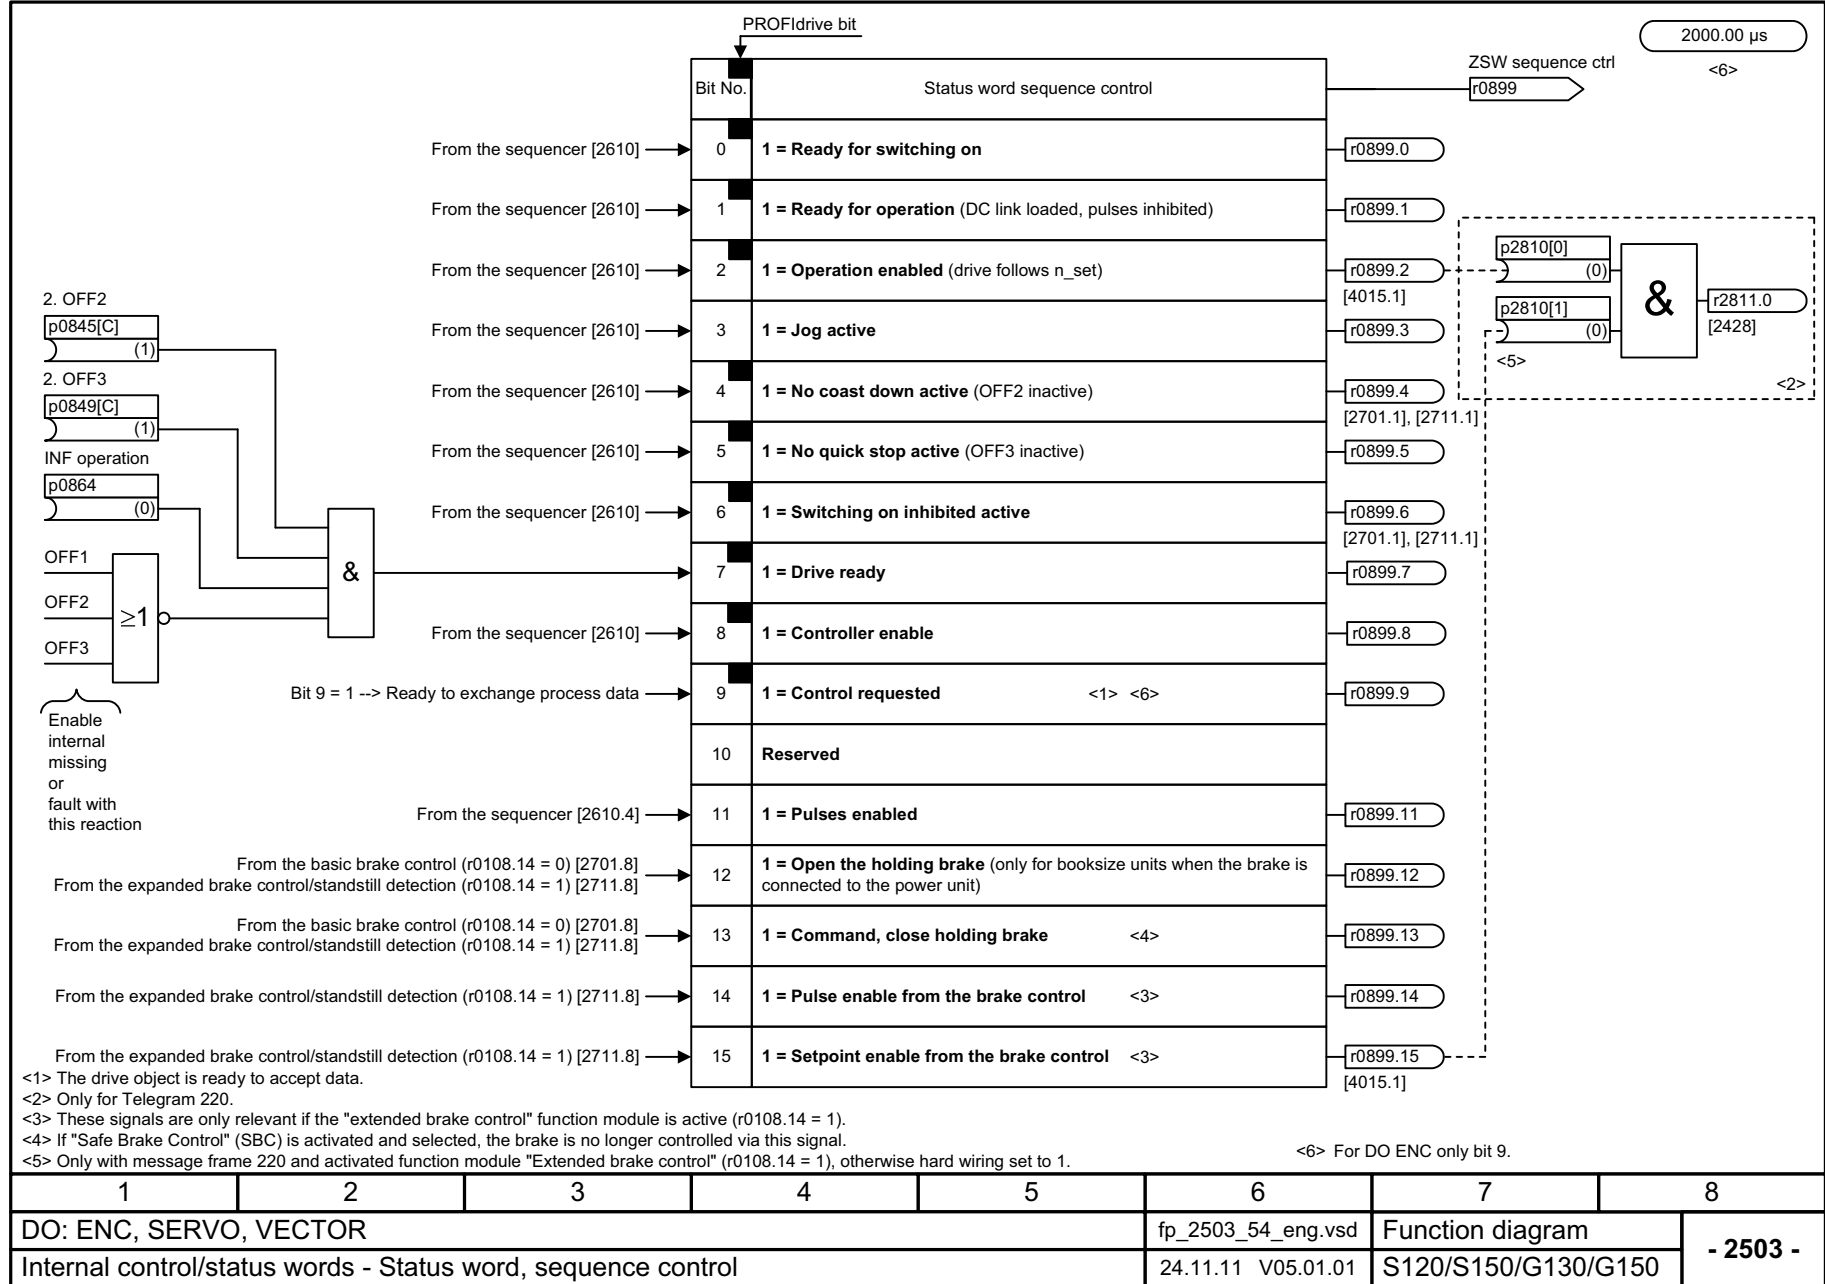 PROFIdrive bit
2000.00 µs
<6>
ZSW sequence ctrl
r0899
Bit No.
Status word sequence control
From the sequencer [2610]
0
1 = Ready for switching on
r0899.0
From the sequencer [2610]
1
1 = Ready for operation (DC link loaded, pulses inhibited)
r0899.1
From the sequencer [2610]
2
1 = Operation enabled (drive follows n_set)
r0899.2
[4015.1]
p2810[0]
(0)
p2810[1]
(0)
<5>
&
r2811.0
[2428]
<2>
From the sequencer [2610]
3
1 = Jog active
r0899.3
2. OFF2
p0845[C]
(1)
2. OFF3
p0849[C]
(1)
INF operation
p0864
(0)
OFF1
OFF2
OFF3
≥1
&
Enable
internal
missing
or
fault with
this reaction
From the sequencer [2610]
4
1 = No coast down active (OFF2 inactive)
r0899.4
[2701.1], [2711.1]
From the sequencer [2610]
5
1 = No quick stop active (OFF3 inactive)
r0899.5
From the sequencer [2610]
6
1 = Switching on inhibited active
r0899.6
[2701.1], [2711.1]
7
1 = Drive ready
r0899.7
From the sequencer [2610]
8
1 = Controller enable
r0899.8
Bit 9 = 1 --> Ready to exchange process data
9
1 = Control requested <1> <6>
r0899.9
10
Reserved
From the sequencer [2610.4]
11
1 = Pulses enabled
r0899.11
From the basic brake control (r0108.14 = 0) [2701.8]
From the expanded brake control/standstill detection (r0108.14 = 1) [2711.8]
12
1 = Open the holding brake (only for booksize units when the brake is
connected to the power unit)
r0899.12
From the basic brake control (r0108.14 = 0) [2701.8]
From the expanded brake control/standstill detection (r0108.14 = 1) [2711.8]
13
1 = Command, close holding brake <4>
r0899.13
From the expanded brake control/standstill detection (r0108.14 = 1) [2711.8]
14
1 = Pulse enable from the brake control <3>
r0899.14
From the expanded brake control/standstill detection (r0108.14 = 1) [2711.8]
15
1 = Setpoint enable from the brake control <3>
r0899.15
[4015.1]
<1> The drive object is ready to accept data.
<2> Only for Telegram 220.
<3> These signals are only relevant if the "extended brake control" function module is active (r0108.14 = 1).
<4> If "Safe Brake Control" (SBC) is activated and selected, the brake is no longer controlled via this signal.
<5> Only with message frame 220 and activated function module "Extended brake control" (r0108.14 = 1), otherwise hard wiring set to 1.
<6> For DO ENC only bit 9.
1 2 3 4 5 6 7 8
DO: ENC, SERVO, VECTOR
fp_2503_54_eng.vsd
Function diagram
- 2503 -
Internal control/status words - Status word, sequence control
24.11.11 V05.01.01
S120/S150/G130/G150